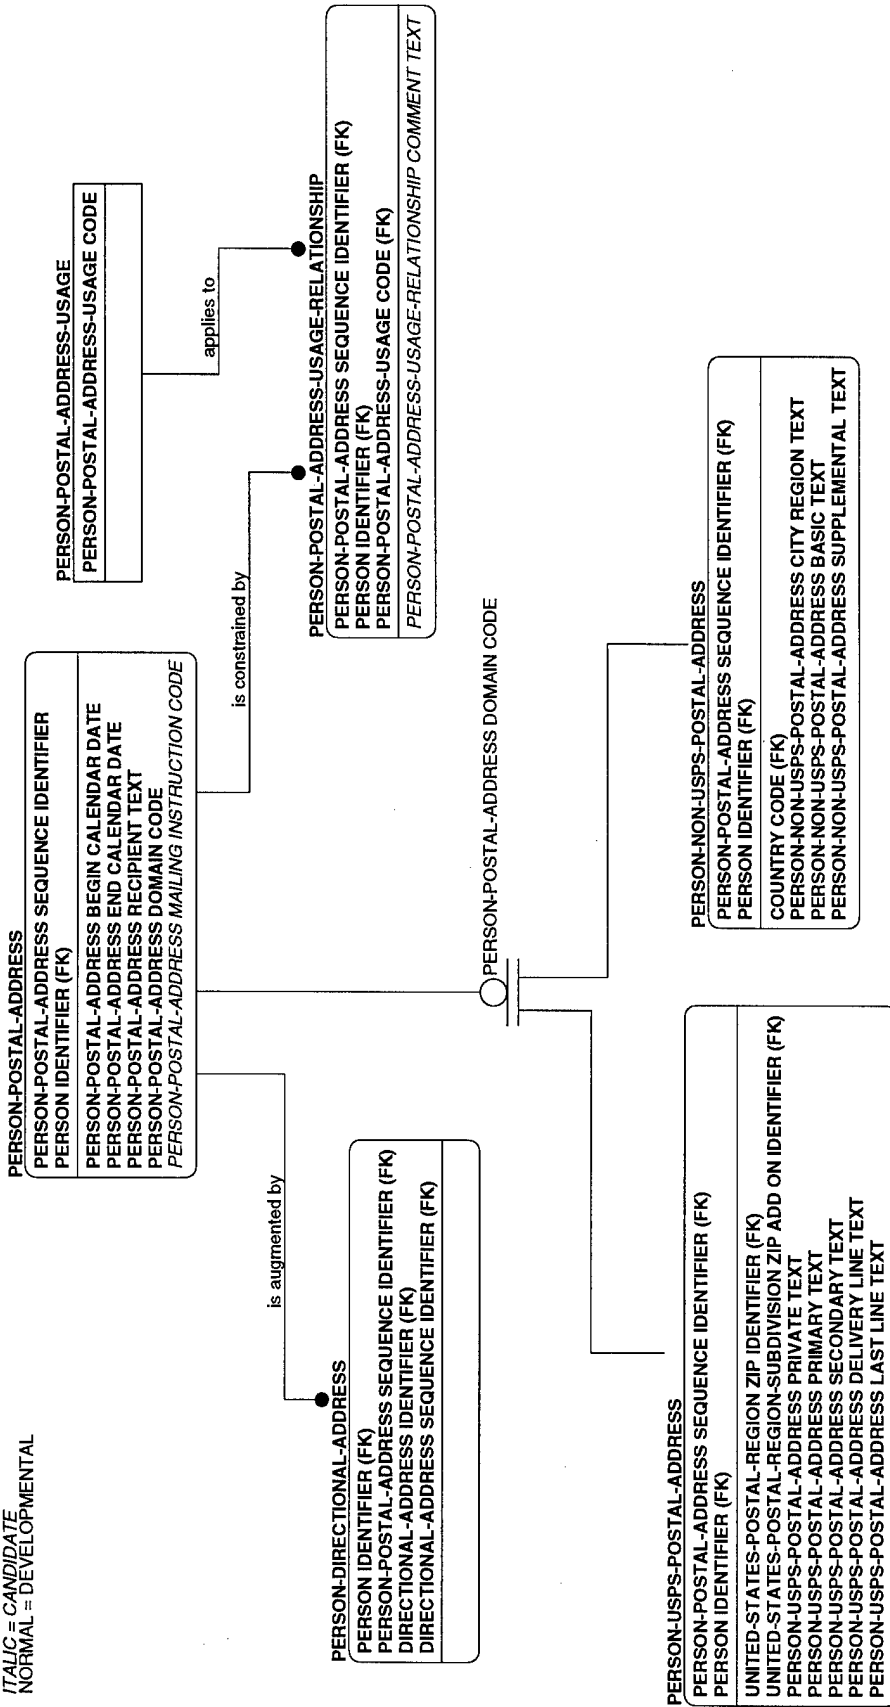 ITALIC = CANDIDATE
NORMAL = DEVELOPMENTAL
PERSON-POSTAL-ADDRESS
PERSON-POSTAL-ADDRESS SEQUENCE IDENTIFIER
PERSON IDENTIFIER (FK)
PERSON-POSTAL-ADDRESS BEGIN CALENDAR DATE
PERSON-POSTAL-ADDRESS END CALENDAR DATE
PERSON-POSTAL-ADDRESS RECIPIENT TEXT
PERSON-POSTAL-ADDRESS DOMAIN CODE
PERSON-POSTAL-ADDRESS MAILING INSTRUCTION CODE
PERSON-POSTAL-ADDRESS-USAGE
PERSON-POSTAL-ADDRESS-USAGE CODE
is augmented by
is constrained by
applies to
PERSON-DIRECTIONAL-ADDRESS
PERSON IDENTIFIER (FK)
PERSON-POSTAL-ADDRESS SEQUENCE IDENTIFIER (FK)
DIRECTIONAL-ADDRESS IDENTIFIER (FK)
DIRECTIONAL-ADDRESS SEQUENCE IDENTIFIER (FK)
PERSON-POSTAL-ADDRESS-USAGE-RELATIONSHIP
PERSON-POSTAL-ADDRESS SEQUENCE IDENTIFIER (FK)
PERSON IDENTIFIER (FK)
PERSON-POSTAL-ADDRESS-USAGE CODE (FK)
PERSON-POSTAL-ADDRESS-USAGE-RELATIONSHIP COMMENT TEXT
PERSON-POSTAL-ADDRESS DOMAIN CODE
PERSON-USPS-POSTAL-ADDRESS
PERSON-POSTAL-ADDRESS SEQUENCE IDENTIFIER (FK)
PERSON IDENTIFIER (FK)
UNITED-STATES-POSTAL-REGION ZIP IDENTIFIER (FK)
UNITED-STATES-POSTAL-REGION-SUBDIVISION ZIP ADD ON IDENTIFIER (FK)
PERSON-USPS-POSTAL-ADDRESS PRIVATE TEXT
PERSON-USPS-POSTAL-ADDRESS PRIMARY TEXT
PERSON-USPS-POSTAL-ADDRESS SECONDARY TEXT
PERSON-USPS-POSTAL-ADDRESS DELIVERY LINE TEXT
PERSON-USPS-POSTAL-ADDRESS LAST LINE TEXT
PERSON-NON-USPS-POSTAL-ADDRESS
PERSON-POSTAL-ADDRESS SEQUENCE IDENTIFIER (FK)
PERSON IDENTIFIER (FK)
COUNTRY CODE (FK)
PERSON-NON-USPS-POSTAL-ADDRESS CITY REGION TEXT
PERSON-NON-USPS-POSTAL-ADDRESS BASIC TEXT
PERSON-NON-USPS-POSTAL-ADDRESS SUPPLEMENTAL TEXT